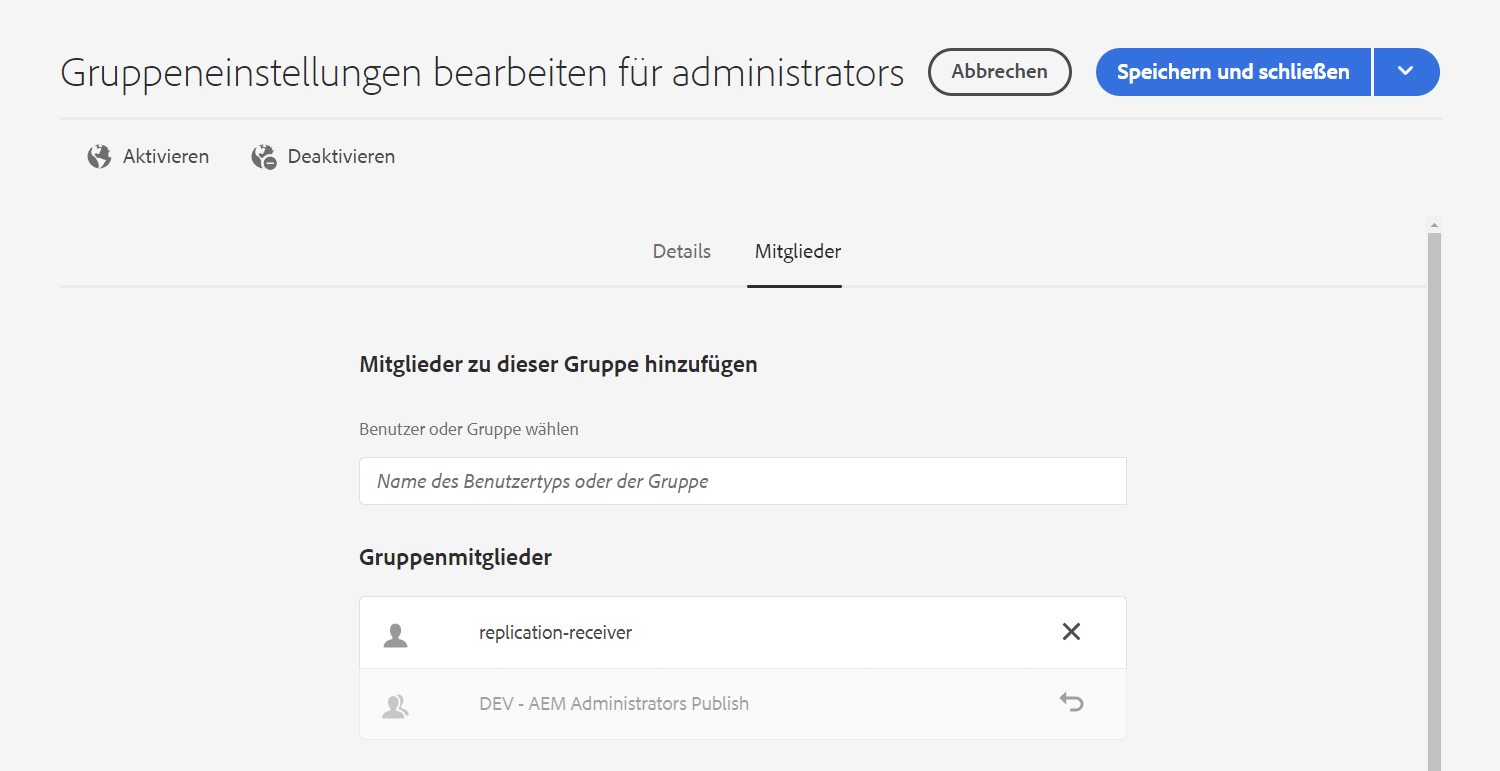 Gruppeneinstellungen bearbeiten für administrators
Abbrechen
Speichern und schließen
Aktivieren
Deaktivieren
Details
Mitglieder
Mitglieder zu dieser Gruppe hinzufügen
Benutzer oder Gruppe wählen
Name des Benutzertyps oder der Gruppe
Gruppenmitglieder
replication-receiver
DEV - AEM Administrators Publish